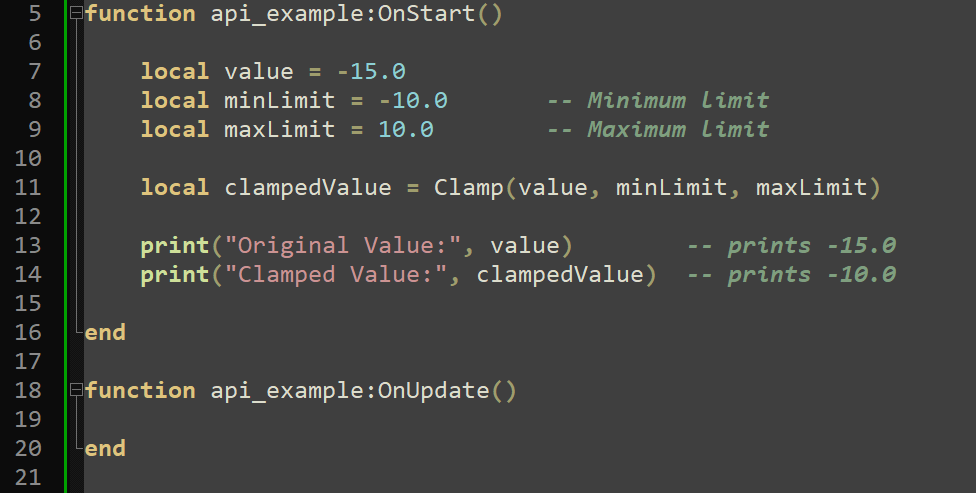 5 function api_example:OnStart()
6
7 local value = -15.0
8 local minLimit = -10.0 -- Minimum limit
9 local maxLimit = 10.0 -- Maximum limit
10
11 local clampedValue = Clamp(value, minLimit, maxLimit)
12
13 print("Original Value:", value) -- prints -15.0
14 print("Clamped Value:", clampedValue) -- prints -10.0
15
16 end
17
18 function api_example:OnUpdate()
19
20 end
21